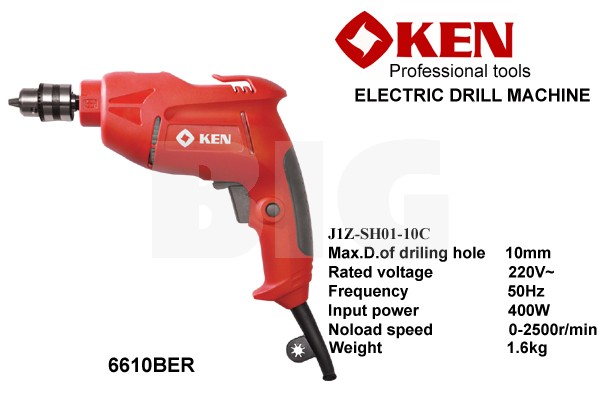 KEN
Professional tools
ELECTRIC DRILL MACHINE
KEN
BIG
J1Z-SH01-10C
Max.D.of driling hole 10mm
Rated voltage 220V~
Frequency 50Hz
Input power 400W
Noload speed 0-2500r/min
Weight 1.6kg
6610BER